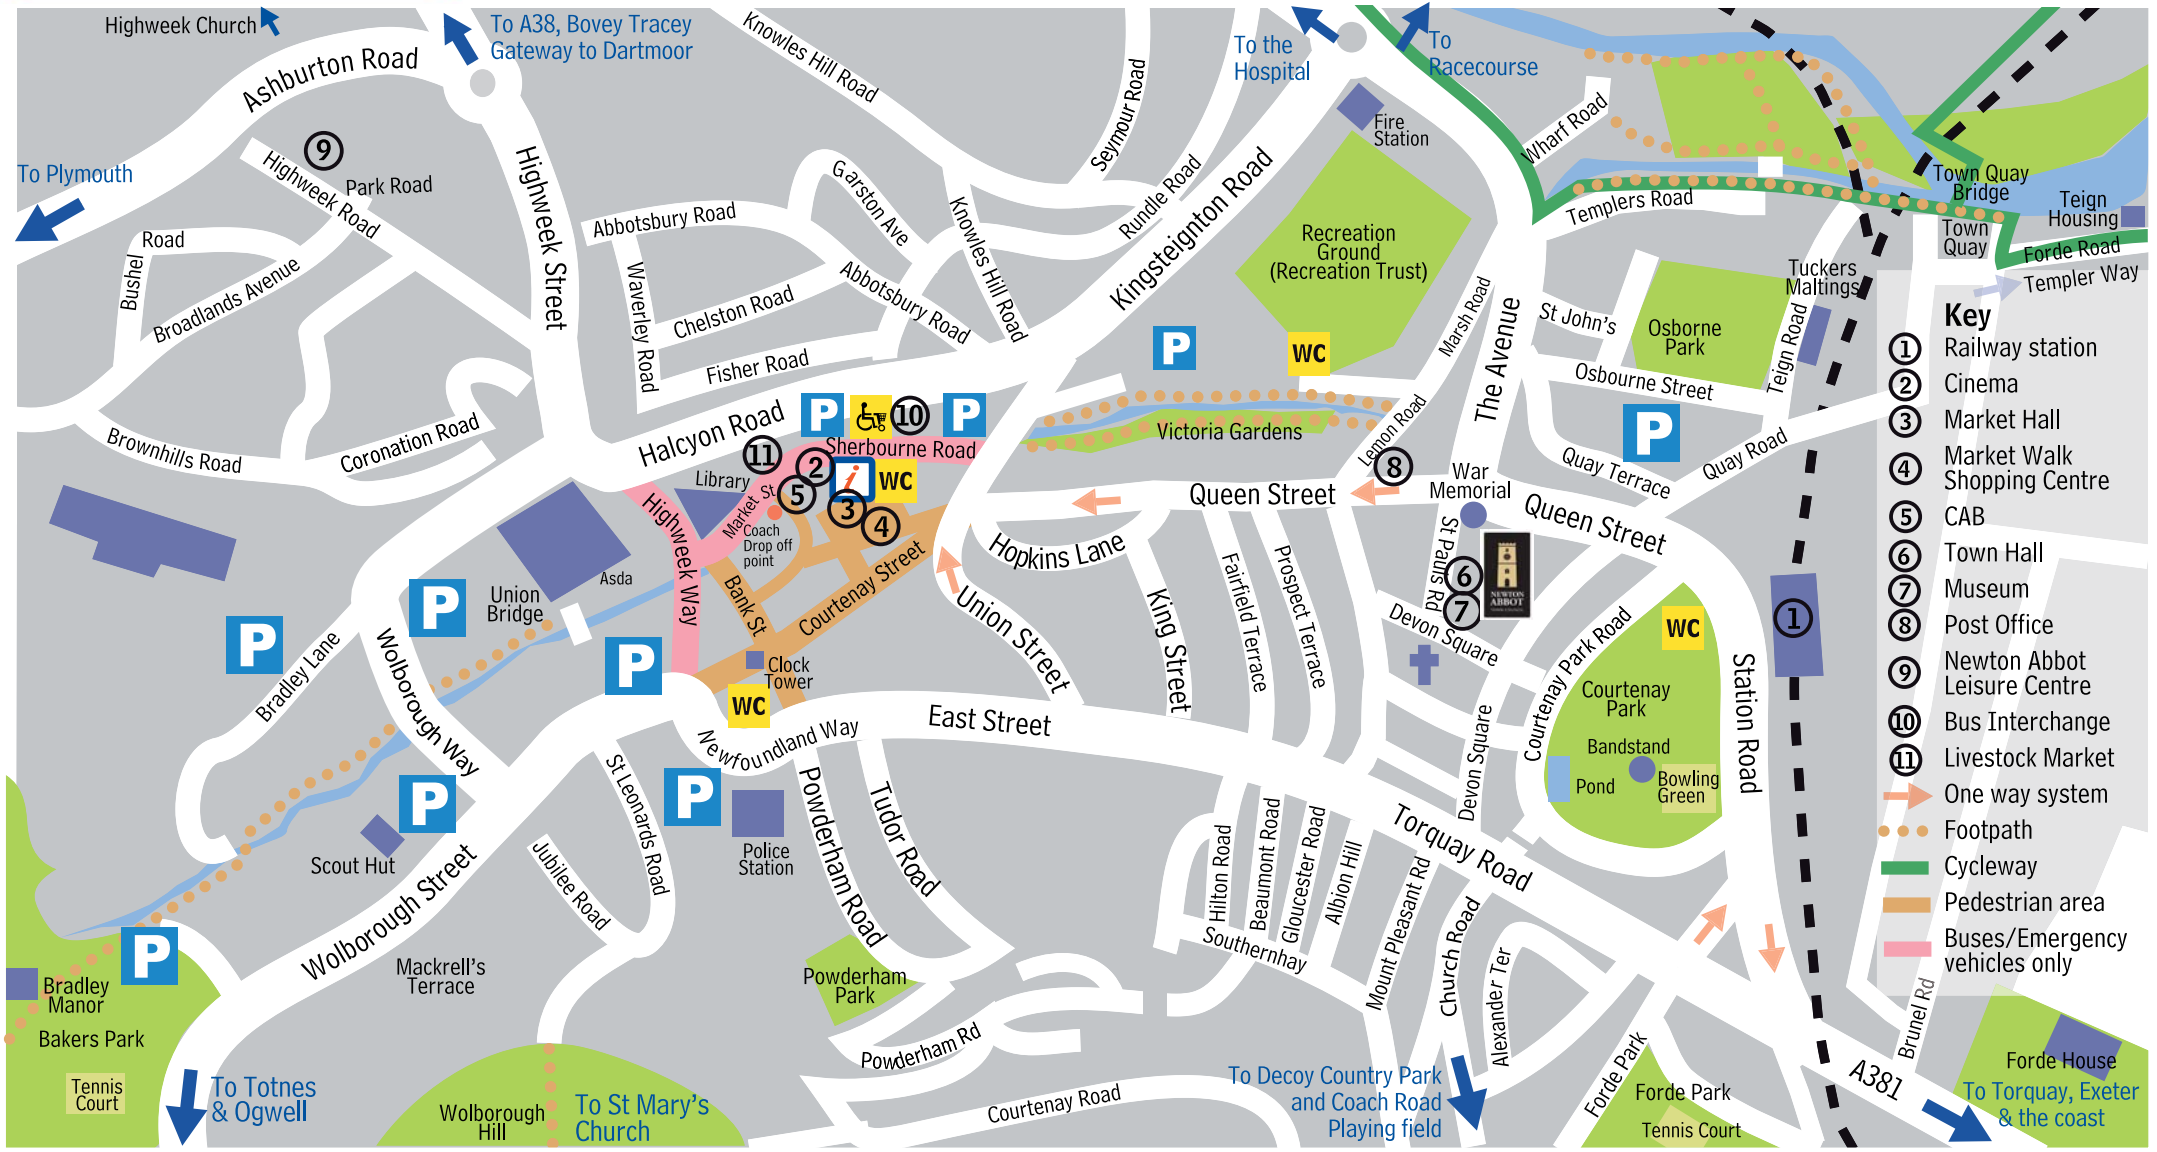 Highweek Church
To A38, Bovey Tracey
Gateway to Dartmoor
Ashburton Road
Knowles Hill Road
Seymour Road
To the
Hospital
To
Racecourse
Fire
Station
Wharf Road
To Plymouth
9
Highweek Road
Park Road
Highweek Street
Garston Ave
Abbotsbury Road
Knowles Hill Road
Rundle Road
Kingsteignton Road
Recreation
Ground
(Recreation Trust)
Templers Road
Town Quay
Bridge
Teign
Housing
Town
Quay
Forde Road
Templer Way
Road
Bushel
Broadlands Avenue
Waverley Road
Chelston Road
Abbotsbury Road
Fisher Road
Marsh Road
The Avenue
St John's
Osborne
Park
Tuckers
Maltings
Teign Road
Osbourne Street
P
WC
Brownhills Road
Coronation Road
Halcyon Road
P
10
P
Sherbourne Road
Victoria Gardens
Lemon Road
8
P
Quay Terrace
Quay Road
11
2
i
WC
Library
Market St
5
3
4
Coach
Drop off
point
Highweek Way
Queen Street
War
Memorial
Queen Street
Hopkins Lane
St Pauls Rd
6
7
NEWTON
ABBOT
Asda
Union
Bridge
P
P
P
Bank St
Courtenay Street
Union Street
King Street
Fairfield Terrace
Prospect Terrace
Devon Square
Courtenay Park Road
WC
1
Station Road
Bradley Lane
Wolborough Way
Clock
Tower
WC
Newfoundland Way
East Street
Courtenay
Park
Bandstand
Pond
Bowling
Green
Devon Square
P
P
Scout Hut
St Leonards Road
Police
Station
Powderham Road
Tudor Road
Torquay Road
Jubilee Road
Wolborough Street
Hilton Road
Beaumont Road
Gloucester Road
Albion Hill
Mount Pleasant Rd
Church Road
Alexander Ter
Southernhay
P
Bradley
Manor
Bakers Park
Tennis
Court
To Totnes
& Ogwell
Mackrell's
Terrace
Powderham
Park
Powderham Rd
Wolborough
Hill
To St Mary's
Church
Courtenay Road
To Decoy Country Park
and Coach Road
Playing field
Forde Park
Forde Park
Tennis Court
A381
Brunel Rd
Forde House
To Torquay, Exeter
& the coast
Key
1 Railway station
2 Cinema
3 Market Hall
4 Market Walk
Shopping Centre
5 CAB
6 Town Hall
7 Museum
8 Post Office
9 Newton Abbot
Leisure Centre
10 Bus Interchange
11 Livestock Market
One way system
Footpath
Cycleway
Pedestrian area
Buses/Emergency
vehicles only